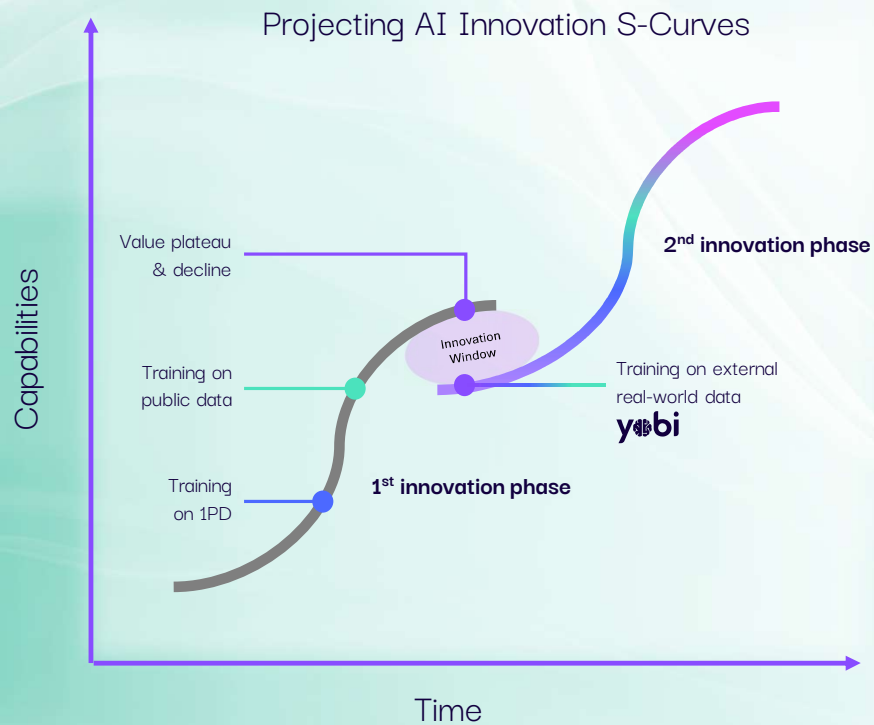 Projecting AI Innovation S-Curves
Capabilities
Value plateau
& decline
2nd innovation phase
Innovation
Window
Training on
public data
Training on external
real-world data
yobi
Training
on 1PD
1st innovation phase
Time